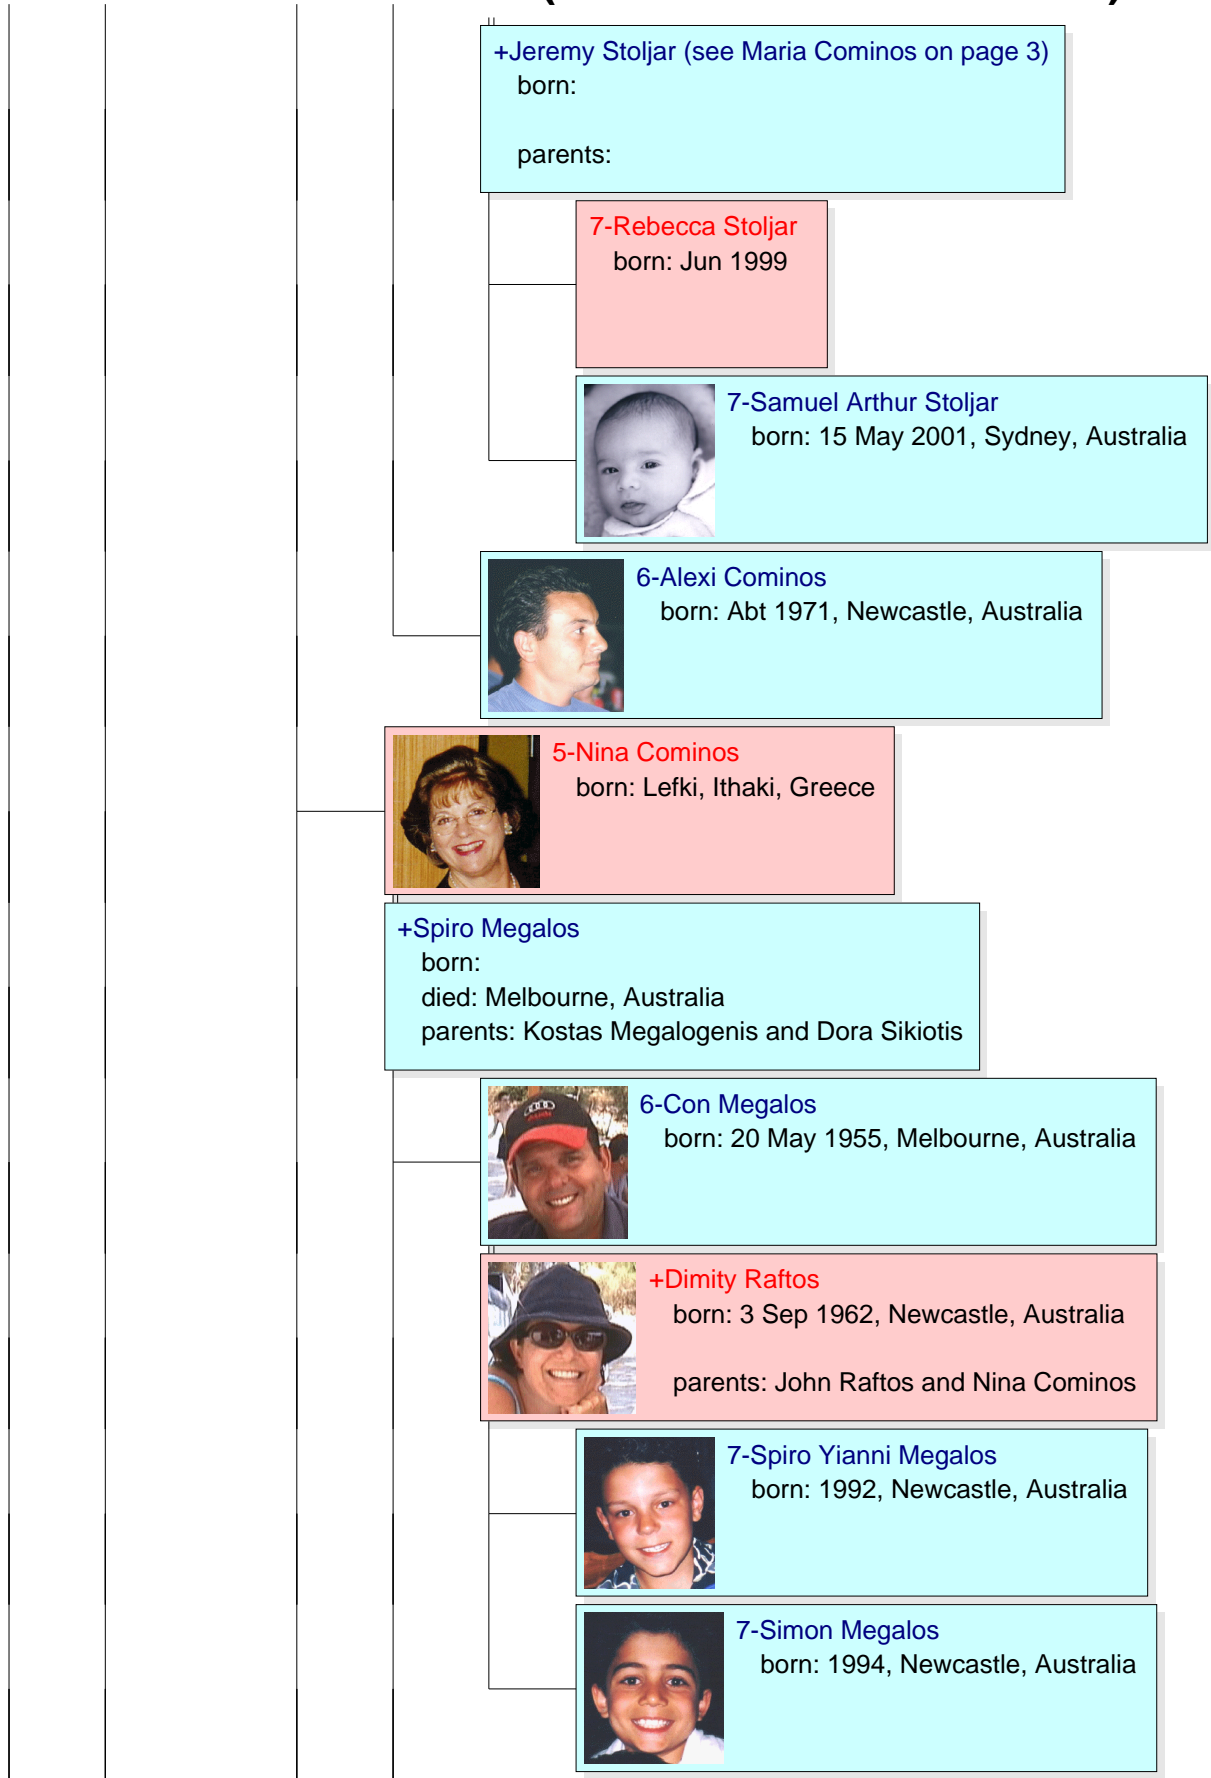 +Jeremy Stoljar (see Maria Cominos on page 3)
born:
parents:
7-Rebecca Stoljar
born: Jun 1999
7-Samuel Arthur Stoljar
born: 15 May 2001, Sydney, Australia
6-Alexi Cominos
born: Abt 1971, Newcastle, Australia
5-Nina Cominos
born: Lefki, Ithaki, Greece
+Spiro Megalos
born:
died: Melbourne, Australia
parents: Kostas Megalogenis and Dora Sikiotis
6-Con Megalos
born: 20 May 1955, Melbourne, Australia
+Dimity Raftos
born: 3 Sep 1962, Newcastle, Australia
parents: John Raftos and Nina Cominos
7-Spiro Yianni Megalos
born: 1992, Newcastle, Australia
7-Simon Megalos
born: 1994, Newcastle, Australia